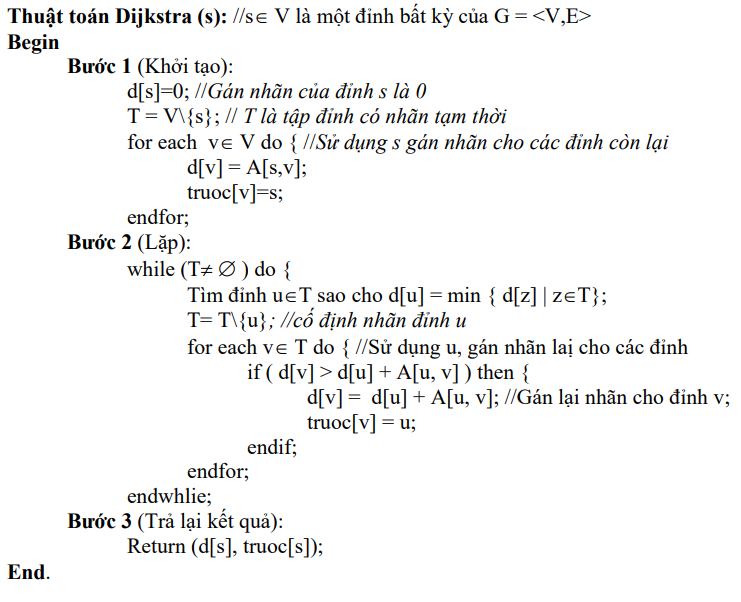 Thuật toán Dijkstra (s): //s∈ V là một đỉnh bất kỳ của G = <V,E>
Begin
Bước 1 (Khởi tạo):
d[s]=0; //Gán nhãn của đỉnh s là 0
T = V\{s}; // T là tập đỉnh có nhãn tạm thời
for each v∈ V do { //Sử dụng s gán nhãn cho các đỉnh còn lại
d[v] = A[s,v];
truoc[v]=s;
endfor;
Bước 2 (Lặp):
while (T≠ ∅ ) do {
Tìm đỉnh u∈T sao cho d[u] = min { d[z] | z∈T};
T= T\{u}; //cố định nhãn đỉnh u
for each v∈ T do { //Sử dụng u, gán nhãn laị cho các đỉnh
if ( d[v] > d[u] + A[u, v] ) then {
d[v] = d[u] + A[u, v]; //Gán lại nhãn cho đỉnh v;
truoc[v] = u;
endif;
endfor;
endwhlie;
Bước 3 (Trả lại kết quả):
Return (d[s], truoc[s]);
End.